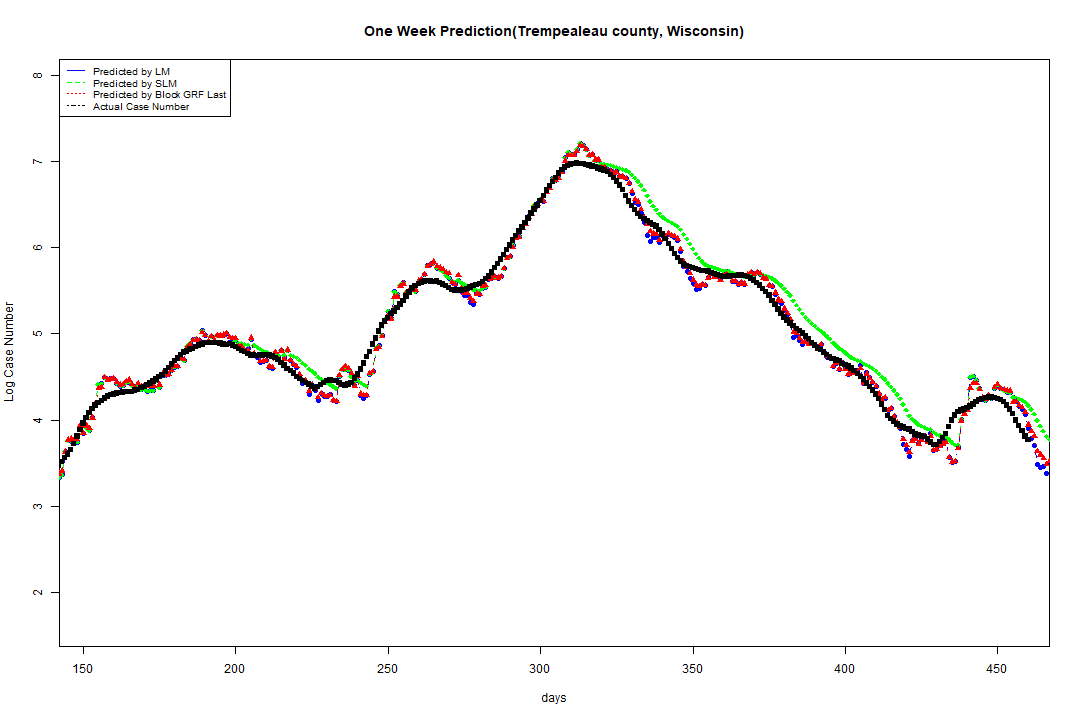 One Week Prediction(Trempealeau county, Wisconsin)
Predicted by LM
Predicted by SLM
Predicted by Block GRF Last
Actual Case Number
8
7
6
5
4
3
2
Log Case Number
150 200 250 300 350 400 450
days